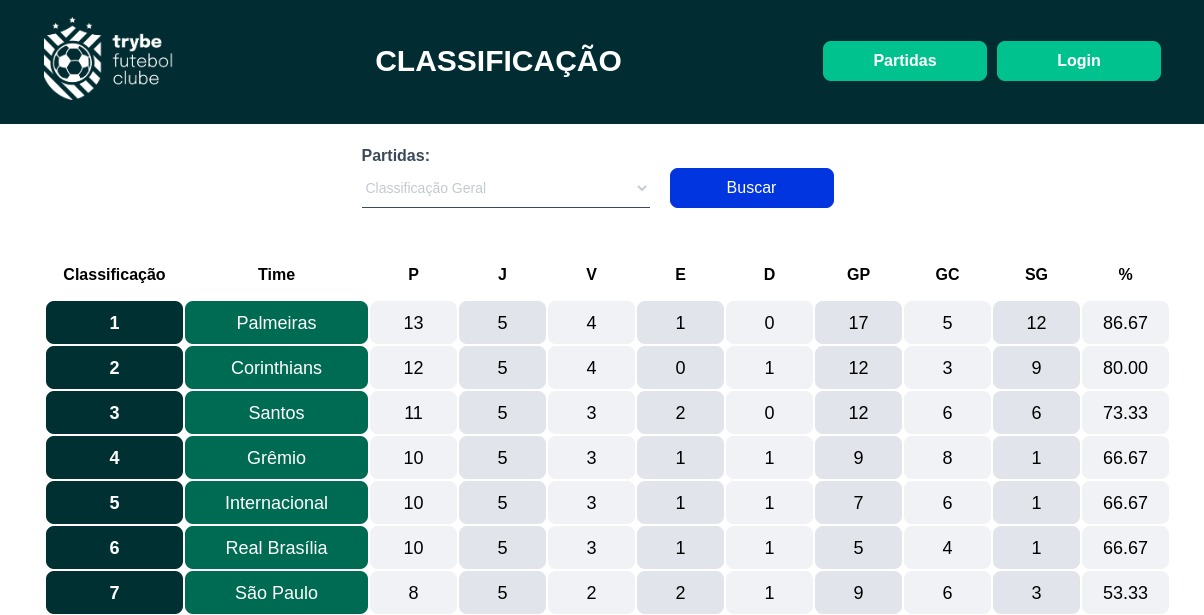 trybe
futebol
clube
CLASSIFICAÇÃO
Partidas
Login
Partidas:
Classificação Geral
Buscar
Classificação Time P J V E D GP GC SG %
1 Palmeiras 13 5 4 1 0 17 5 12 86.67
2 Corinthians 12 5 4 0 1 12 3 9 80.00
3 Santos 11 5 3 2 0 12 6 6 73.33
4 Grêmio 10 5 3 1 1 9 8 1 66.67
5 Internacional 10 5 3 1 1 7 6 1 66.67
6 Real Brasília 10 5 3 1 1 5 4 1 66.67
7 São Paulo 8 5 2 2 1 9 6 3 53.33